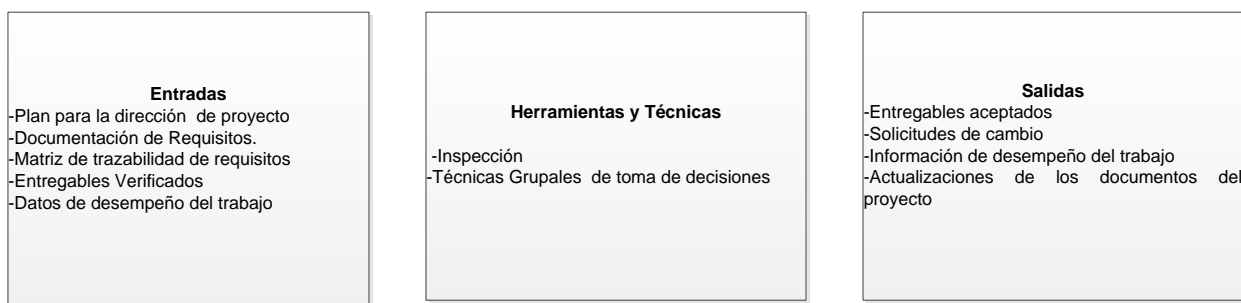 Entradas
-Plan para la dirección de proyecto
-Documentación de Requisitos.
-Matriz de trazabilidad de requisitos
-Entregables Verificados
-Datos de desempeño del trabajo
Herramientas y Técnicas
-Inspección
-Técnicas Grupales de toma de decisiones
Salidas
-Entregables aceptados
-Solicitudes de cambio
-Información de desempeño del trabajo
-Actualizaciones de los documentos del
proyecto